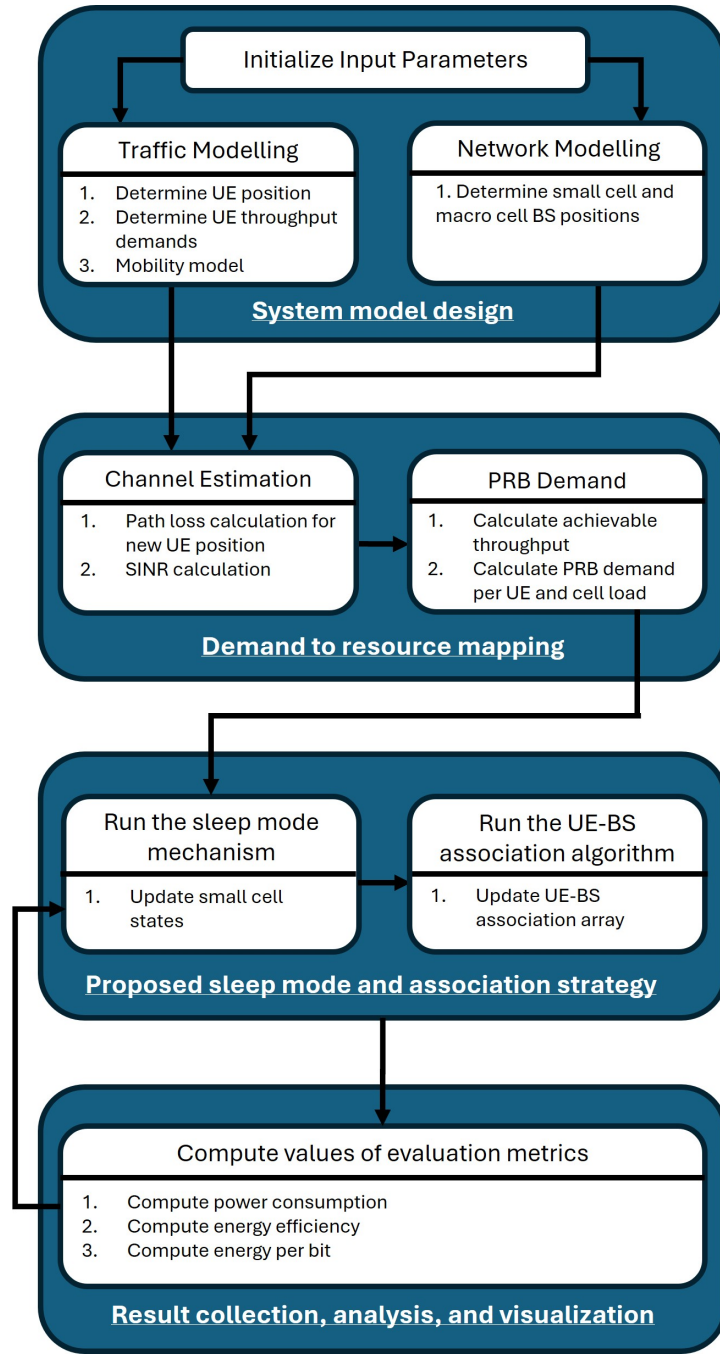 Initialize Input Parameters
Traffic Modelling
1. Determine UE position
2. Determine UE throughput
demands
3. Mobility model
Network Modelling
1. Determine small cell and
macro cell BS positions
System model design
Channel Estimation
1. Path loss calculation for
new UE position
2. SINR calculation
PRB Demand
1. Calculate achievable
throughput
2. Calculate PRB demand
per UE and cell load
Demand to resource mapping
Run the sleep mode
mechanism
1. Update small cell
states
Run the UE-BS
association algorithm
1. Update UE-BS
association array
Proposed sleep mode and association strategy
Compute values of evaluation metrics
1. Compute power consumption
2. Compute energy efficiency
3. Compute energy per bit
Result collection, analysis, and visualization